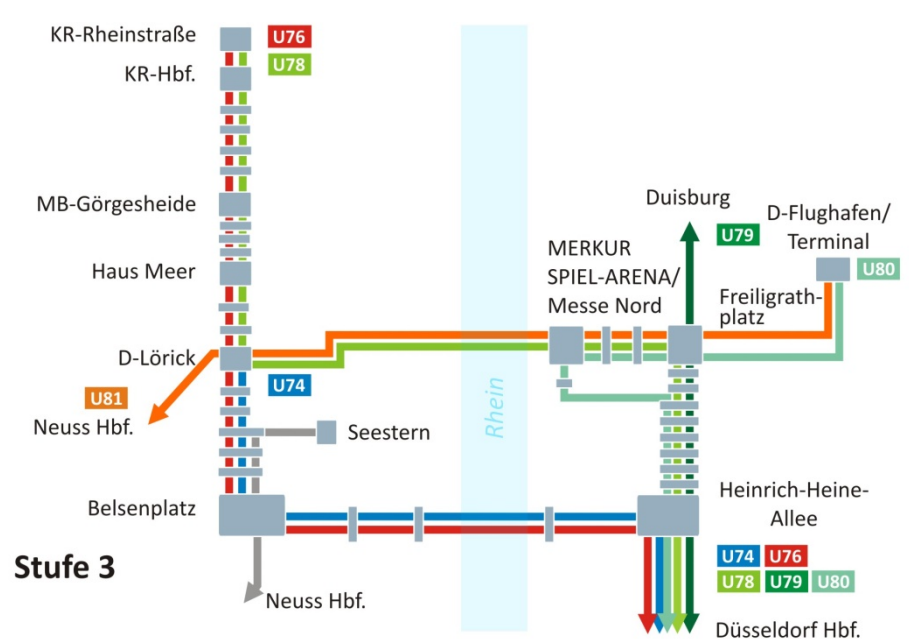 KR-Rheinstraße
U76
U78
KR-Hbf.
MB-Görgesheide
Duisburg
D-Flughafen/
Terminal
U79
U80
MERKUR
SPIEL-ARENA/
Messe Nord
Haus Meer
Freiligrath-
platz
D-Lörick
U74
U81
Neuss Hbf.
Seestern
Rhein
Belsenplatz
Heinrich-Heine-
Allee
U74 U76
U78 U79 U80
Stufe 3
Neuss Hbf.
Düsseldorf Hbf.